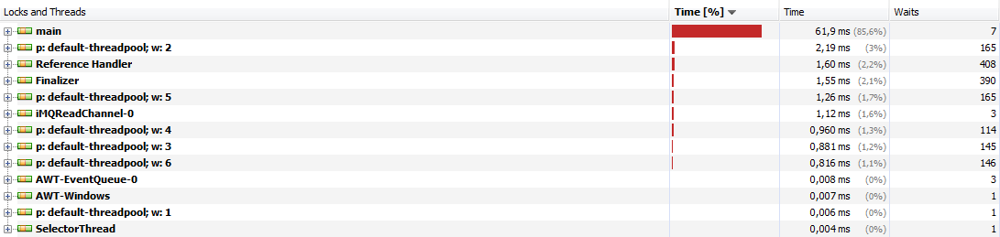 Locks and Threads Time [%] Time Waits
main 61,9 ms (85,6%) 7
p: default-threadpool; w: 2 2,19 ms (3%) 165
Reference Handler 1,60 ms (2,2%) 408
Finalizer 1,55 ms (2,1%) 390
p: default-threadpool; w: 5 1,26 ms (1,7%) 165
iMQReadChannel-0 1,12 ms (1,6%) 3
p: default-threadpool; w: 4 0,960 ms (1,3%) 114
p: default-threadpool; w: 3 0,881 ms (1,2%) 145
p: default-threadpool; w: 6 0,816 ms (1,1%) 146
AWT-EventQueue-0 0,008 ms (0%) 3
AWT-Windows 0,007 ms (0%) 1
p: default-threadpool; w: 1 0,006 ms (0%) 1
SelectorThread 0,004 ms (0%) 1